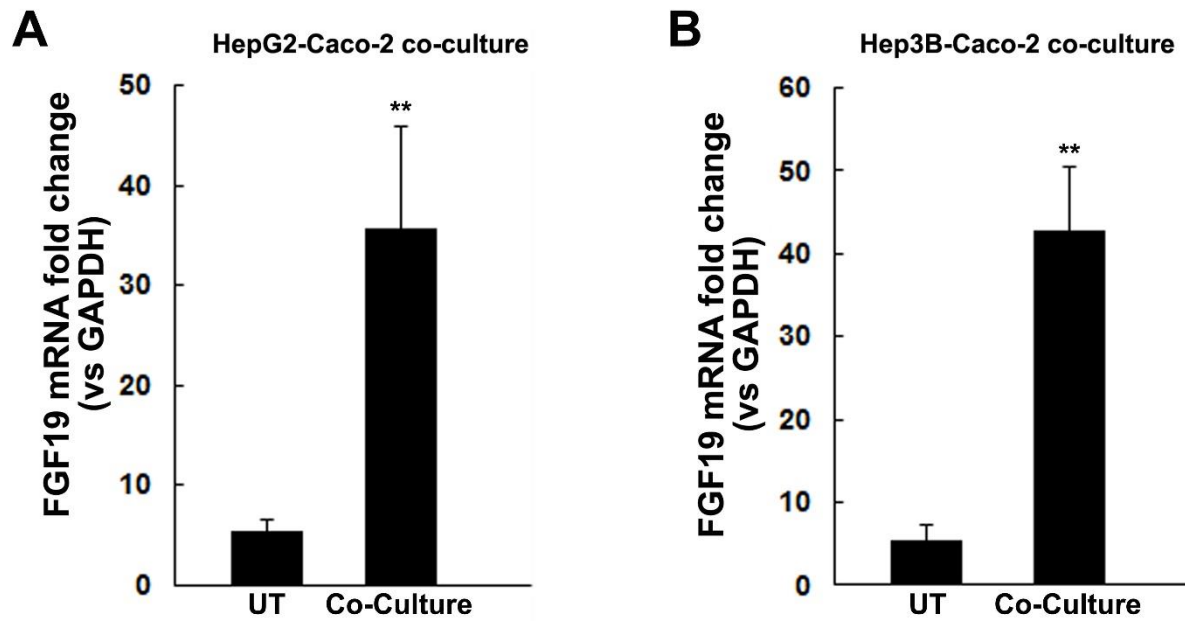 A
HepG2-Caco-2 co-culture
FGF19 mRNA fold change
(vs GAPDH)
50
40
30
20
10
0
**
UT Co-Culture
B
Hep3B-Caco-2 co-culture
FGF19 mRNA fold change
(vs GAPDH)
60
50
40
30
20
10
0
**
UT Co-Culture